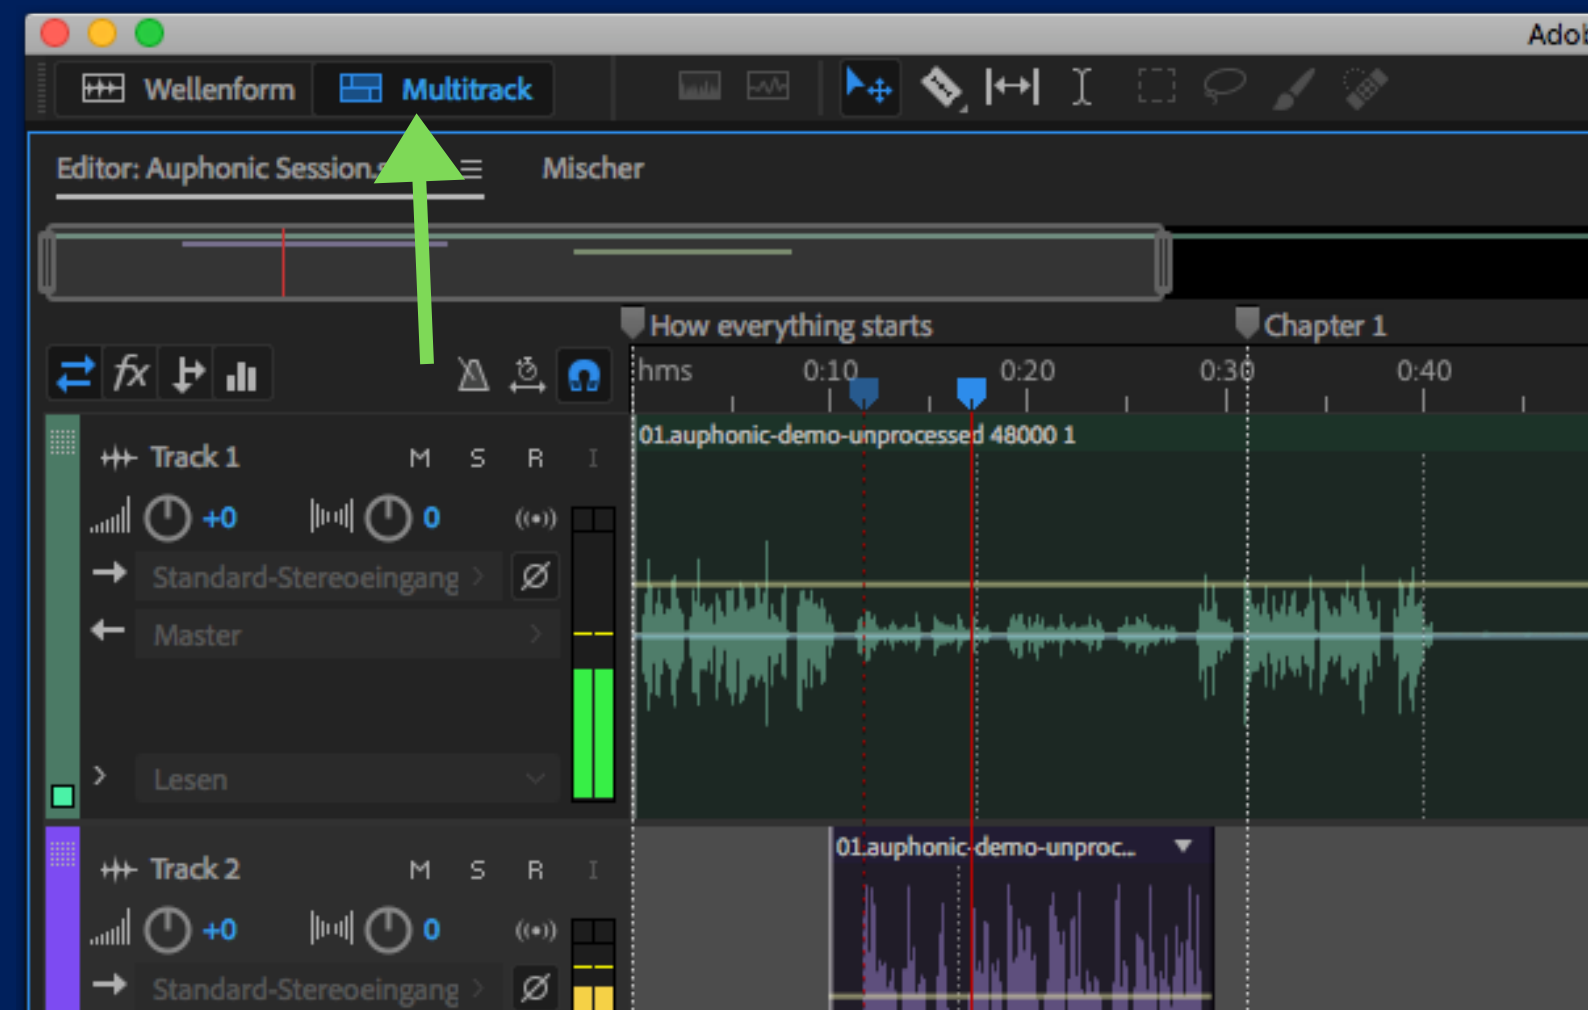 Wellenform Multitrack
Editor: Auphonic Mischer
How everything starts Chapter 1
fx hms 0:10 0:20 0:30 0:40
01.auphonic-demo-unprocessed 48000 1
Track 1 M S R I
+0 0
Standard-Stereoeingang
Master
Lesen
01.auphonic-demo-unproc...
Track 2 M S R I
+0 0
Standard-Stereoeingang